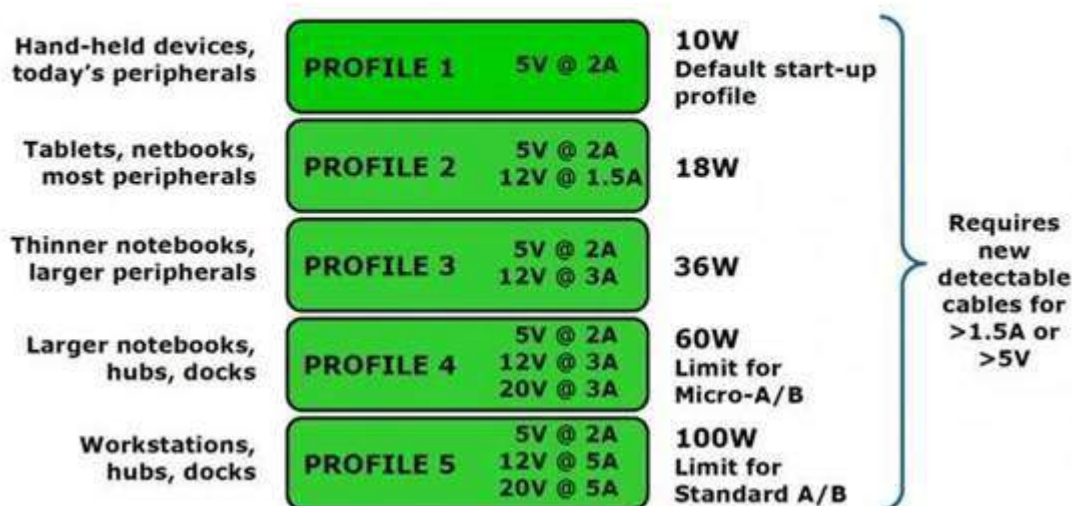 Hand-held devices,
today's peripherals
PROFILE 1
5V @ 2A
10W
Default start-up
profile
Tablets, netbooks,
most peripherals
PROFILE 2
5V @ 2A
12V @ 1.5A
18W
Thinner notebooks,
larger peripherals
PROFILE 3
5V @ 2A
12V @ 3A
36W
Larger notebooks,
hubs, docks
PROFILE 4
5V @ 2A
12V @ 3A
20V @ 3A
60W
Limit for
Micro-A/B
Workstations,
hubs, docks
PROFILE 5
5V @ 2A
12V @ 5A
20V @ 5A
100W
Limit for
Standard A/B
Requires
new
detectable
cables for
>1.5A or
>5V